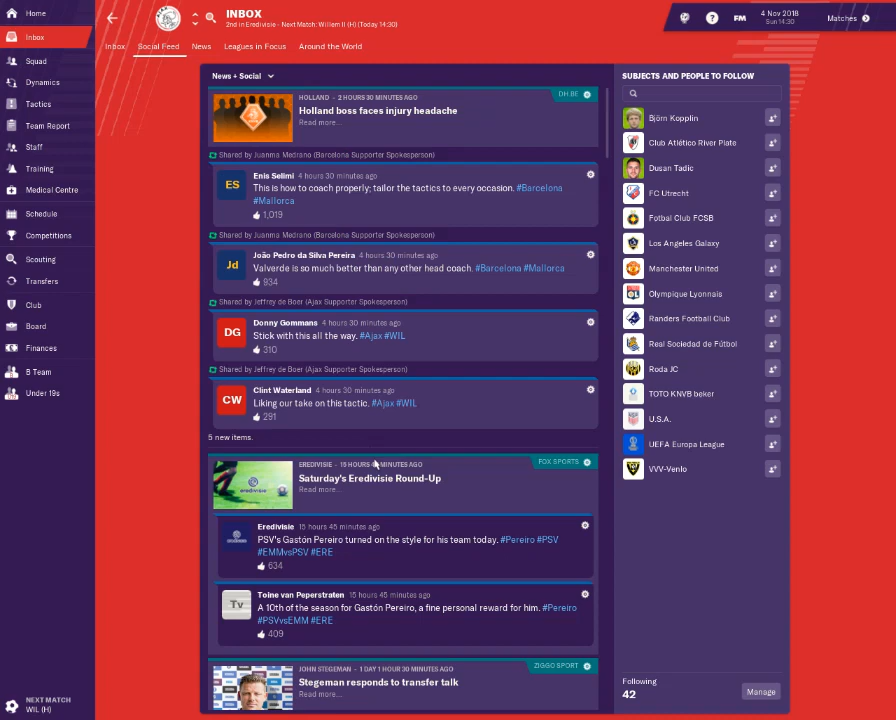 Home
INBOX
2nd in Eredivisie - Next Match: Willem II (H) (Today 14:30)
FM
4 Nov 2018
Sun 14:30
Matches
Inbox
Inbox
Social Feed
News
Leagues in Focus
Around the World
Squad
Dynamics
Tactics
Team Report
Staff
Training
Medical Centre
Schedule
Competitions
Scouting
Transfers
Club
Board
Finances
B Team
Under 19s
NEXT MATCH
WIL (H)
News + Social
HOLLAND - 2 HOURS 30 MINUTES AGO
DH.BE
Holland boss faces injury headache
Read more...
Shared by Juanma Medrano (Barcelona Supporter Spokesperson)
ES
Enis Selimi 4 hours 30 minutes ago
This is how to coach properly; tailor the tactics to every occasion. #Barcelona
#Mallorca
1,019
Shared by Juanma Medrano (Barcelona Supporter Spokesperson)
Jd
João Pedro da Silva Pereira 4 hours 30 minutes ago
Valverde is so much better than any other head coach. #Barcelona #Mallorca
934
Shared by Jeffrey de Boer (Ajax Supporter Spokesperson)
DG
Donny Gommans 4 hours 30 minutes ago
Stick with this all the way. #Ajax #WIL
310
Shared by Jeffrey de Boer (Ajax Supporter Spokesperson)
CW
Clint Waterland 4 hours 30 minutes ago
Liking our take on this tactic. #Ajax #WIL
291
5 new items.
EREDIVISIE - 15 HOURS MINUTES AGO
FOX SPORTS
Saturday's Eredivisie Round-Up
Read more...
Eredivisie 15 hours 45 minutes ago
PSV's Gastón Pereiro turned on the style for his team today. #Pereiro #PSV
#EMMvsPSV #ERE
634
Tv
Toine van Peperstraten 15 hours 45 minutes ago
A 10th of the season for Gastón Pereiro, a fine personal reward for him. #Pereiro
#PSVvsEMM #ERE
409
JOHN STEGEMAN - 1 DAY 1 HOUR 30 MINUTES AGO
ZIGGO SPORT
Stegeman responds to transfer talk
Read more...
SUBJECTS AND PEOPLE TO FOLLOW
Björn Kopplin
Club Atlético River Plate
Dusan Tadic
FC Utrecht
Fotbal Club FCSB
Los Angeles Galaxy
Manchester United
Olympique Lyonnais
Randers Football Club
Real Sociedad de Fútbol
Roda JC
TOTO KNVB beker
U.S.A.
UEFA Europa League
VVV-Venlo
Following
42
Manage